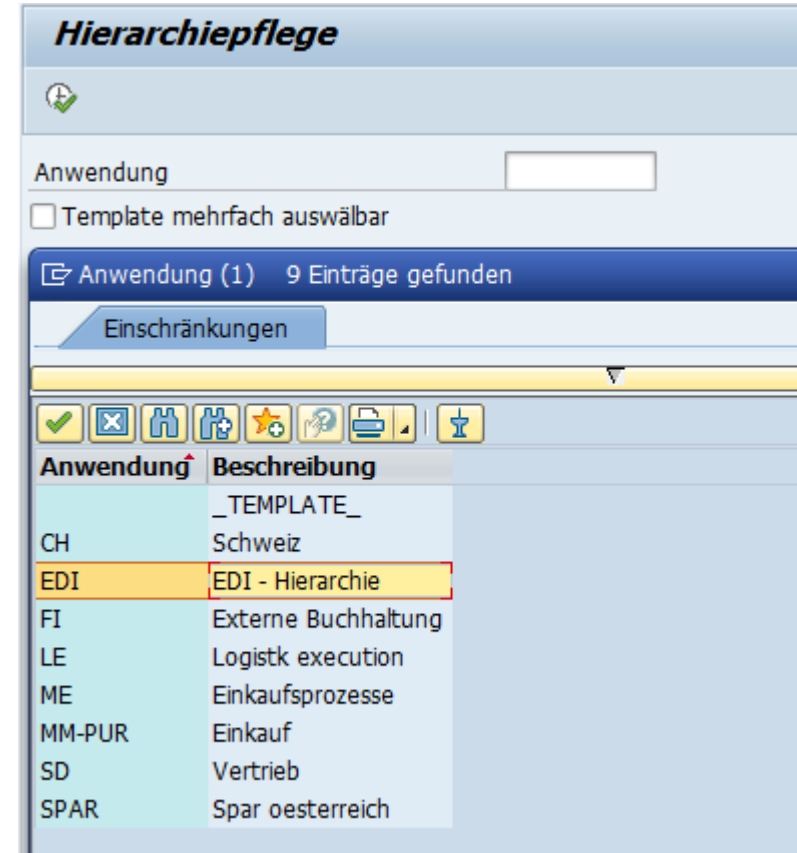 Hierarchiepflege
Anwendung
Template mehrfach auswälbar
Anwendung (1) 9 Einträge gefunden
Einschränkungen
Anwendung Beschreibung
_TEMPLATE_
CH Schweiz
EDI EDI - Hierarchie
FI Externe Buchhaltung
LE Logistk execution
ME Einkaufsprozesse
MM-PUR Einkauf
SD Vertrieb
SPAR Spar oesterreich